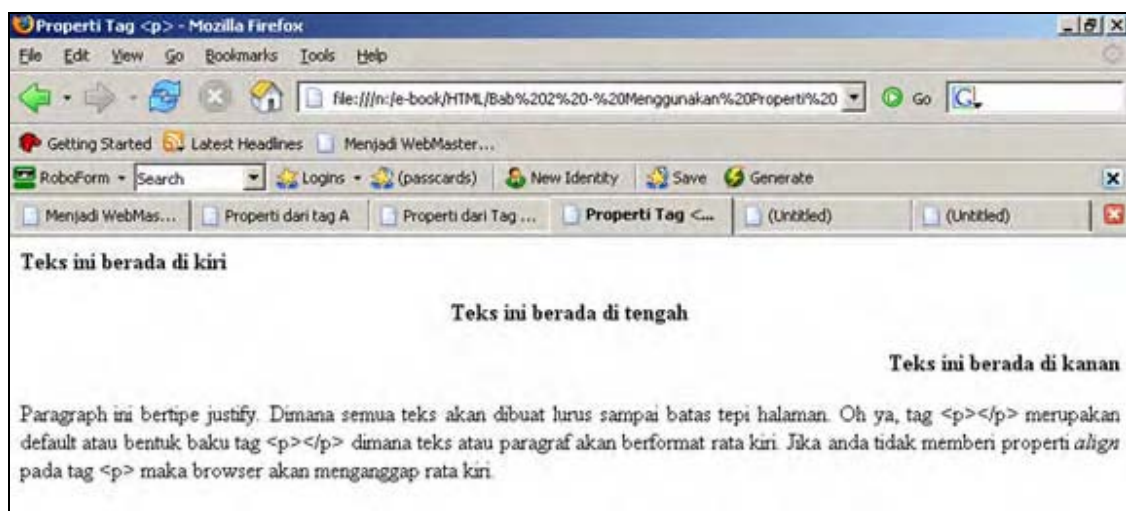 Properti Tag <p> - Mozilla Firefox
File Edit View Go Bookmarks Tools Help
file:///n:/e-book/HTML/Bab%202%20-%20Menggunakan%20Properti%20 Go
Getting Started Latest Headlines Menjadi WebMaster...
RoboForm Search Logins (passcards) New Identity Save Generate
Menjadi WebMas... Properti dari tag A Properti dari Tag ... Properti Tag <... (Untitled) (Untitled)
Teks ini berada di kiri
Teks ini berada di tengah
Teks ini berada di kanan
Paragraph ini bertipe justify. Dimana semua teks akan dibuat lurus sampai batas tepi halaman. Oh ya, tag <p></p> merupakan
default atau bentuk baku tag <p></p> dimana teks atau paragraf akan berformat rata kiri. Jika anda tidak memberi properti align
pada tag <p> maka browser akan menganggap rata kiri.